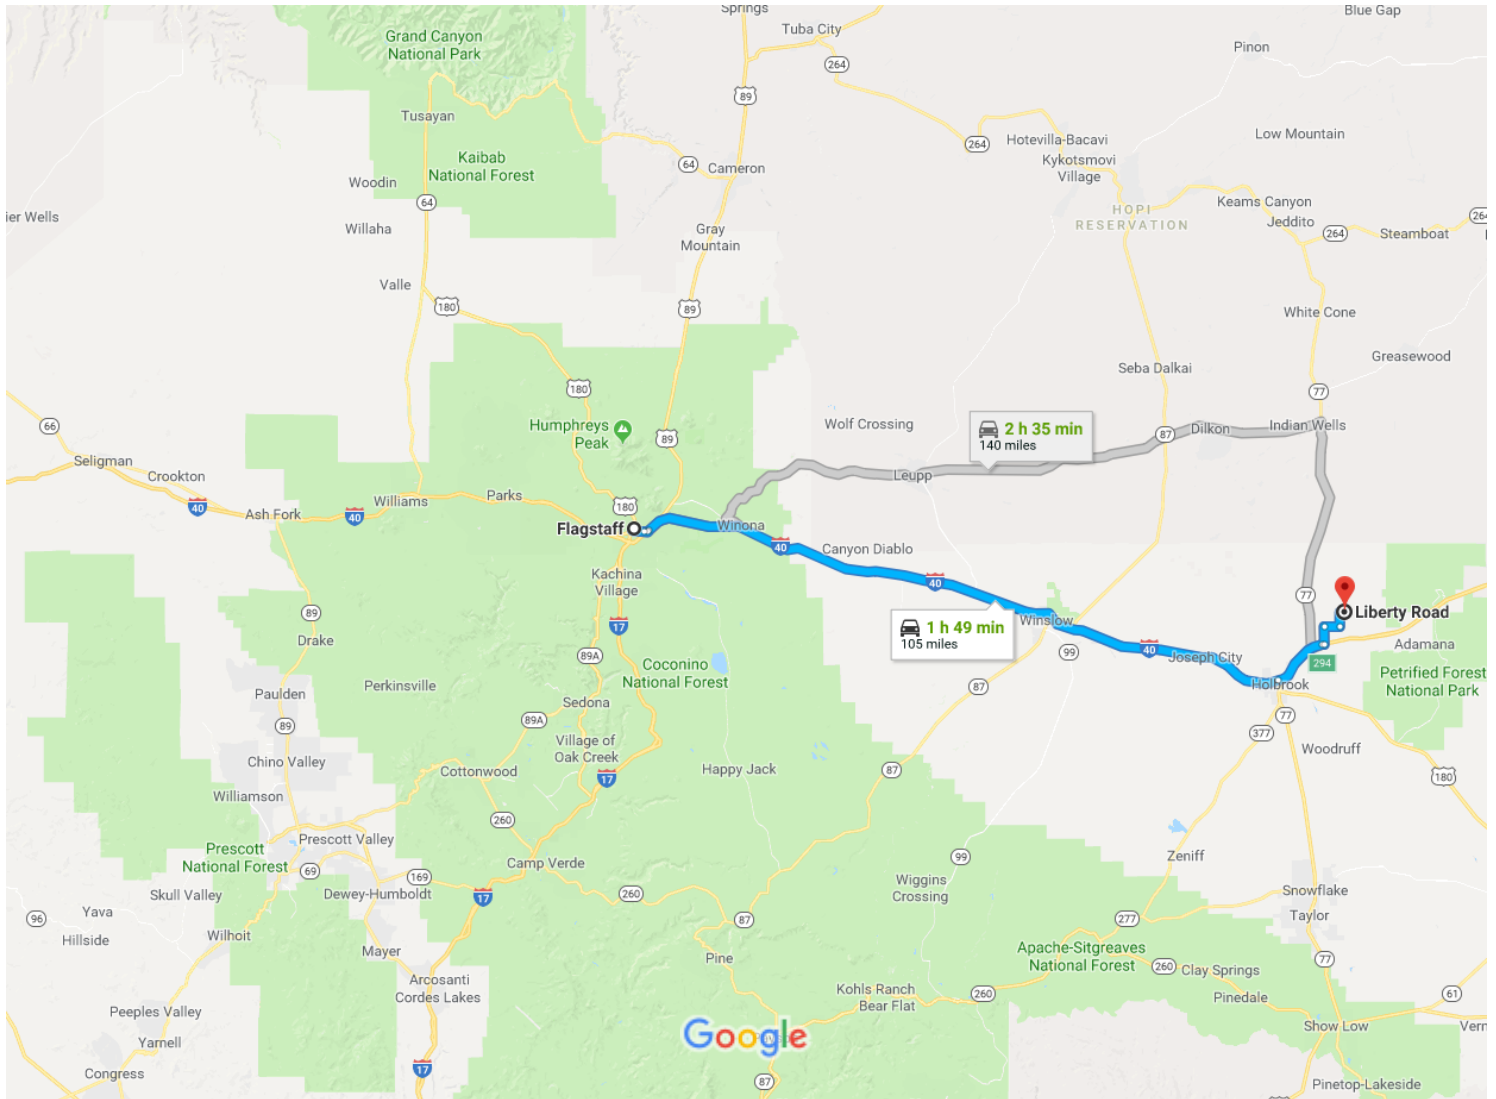 Springs
Blue Gap
Grand Canyon
National Park
Tuba City
Pinon
264
89
Tusayan
Low Mountain
Hotevilla-Bacavi
264
Kaibab
National Forest
64
Cameron
Kykotsmovi
Village
Woodin
64
Keams Canyon
ier Wells
HOPI
RESERVATION
264
Jeddito
Willaha
Gray
Mountain
264
Steamboat
Valle
180
89
White Cone
Greasewood
Seba Dalkai
180
77
66
Humphreys
Peak
89
Wolf Crossing
2 h 35 min
140 miles
87
Dilkon
Indian Wells
Seligman
Crookton
Leupp
40
Ash Fork
40
Williams
Parks
180
Flagstaff
Winona
40
Canyon Diablo
Kachina
Village
40
77
89
17
1 h 49 min
105 miles
Winslow
Liberty Road
Drake
99
40
Joseph City
294
Adamana
89A
Coconino
National Forest
Petrified Forest
National Park
Paulden
Perkinsville
87
Holbrook
Sedona
89
89A
77
377
Woodruff
Village of
Oak Creek
Chino Valley
Cottonwood
17
Happy Jack
87
180
Williamson
260
Prescott
National Forest
Prescott Valley
Zeniff
69
169
Camp Verde
99
Skull Valley
Dewey-Humboldt
17
260
Wiggins
Crossing
Snowflake
96
Yava
87
277
Taylor
Hillside
Wilhoit
Mayer
Pine
Apache-Sitgreaves
National Forest
77
260
Clay Springs
Arcosanti
Cordes Lakes
Kohls Ranch
Bear Flat
260
Pinedale
61
Peeples Valley
Google
Show Low
Vern
Yarnell
Congress
17
87
260
Pinetop-Lakeside